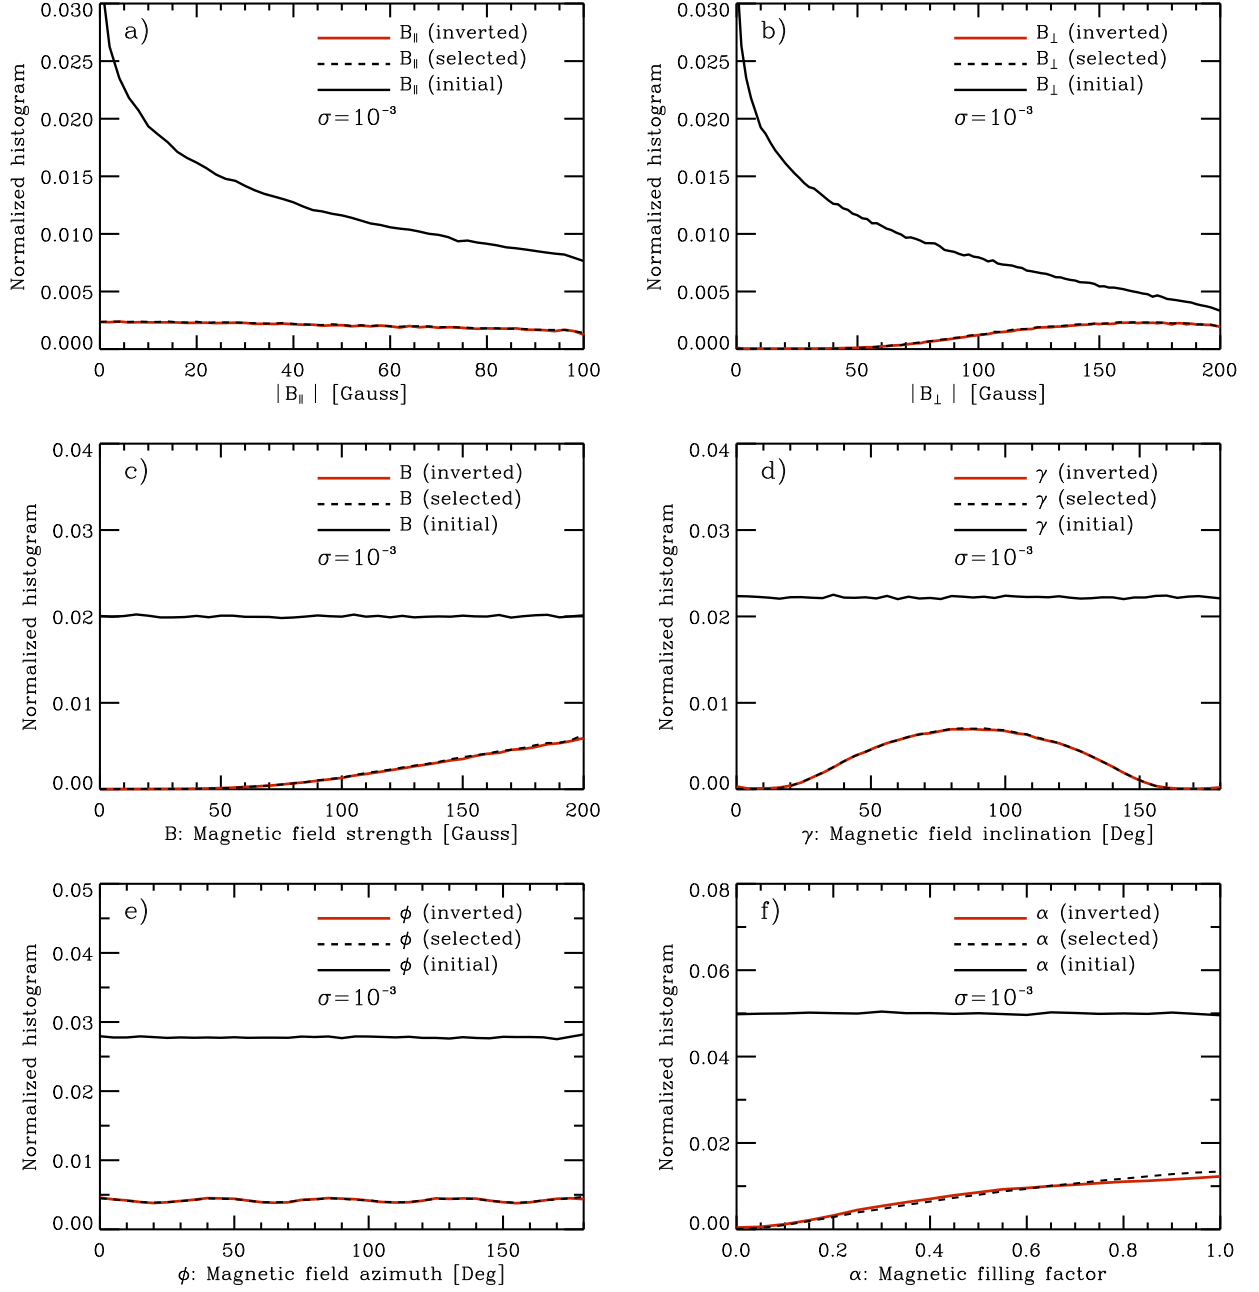 a)
B∥ (inverted)
B∥ (selected)
B∥ (initial)
σ=10⁻³
Normalized histogram
0.030
0.025
0.020
0.015
0.010
0.005
0.000
0 20 40 60 80 100
|B∥| [Gauss]
b)
B⊥ (inverted)
B⊥ (selected)
B⊥ (initial)
σ=10⁻³
Normalized histogram
0.030
0.025
0.020
0.015
0.010
0.005
0.000
0 50 100 150 200
|B⊥| [Gauss]
c)
B (inverted)
B (selected)
B (initial)
σ=10⁻³
Normalized histogram
0.04
0.03
0.02
0.01
0.00
0 50 100 150 200
B: Magnetic field strength [Gauss]
d)
γ (inverted)
γ (selected)
γ (initial)
σ=10⁻³
Normalized histogram
0.04
0.03
0.02
0.01
0.00
0 50 100 150
γ: Magnetic field inclination [Deg]
e)
ϕ (inverted)
ϕ (selected)
ϕ (initial)
σ=10⁻³
Normalized histogram
0.05
0.04
0.03
0.02
0.01
0.00
0 50 100 150
ϕ: Magnetic field azimuth [Deg]
f)
α (inverted)
α (selected)
α (initial)
σ=10⁻³
Normalized histogram
0.08
0.06
0.04
0.02
0.00
0.0 0.2 0.4 0.6 0.8 1.0
α: Magnetic filling factor